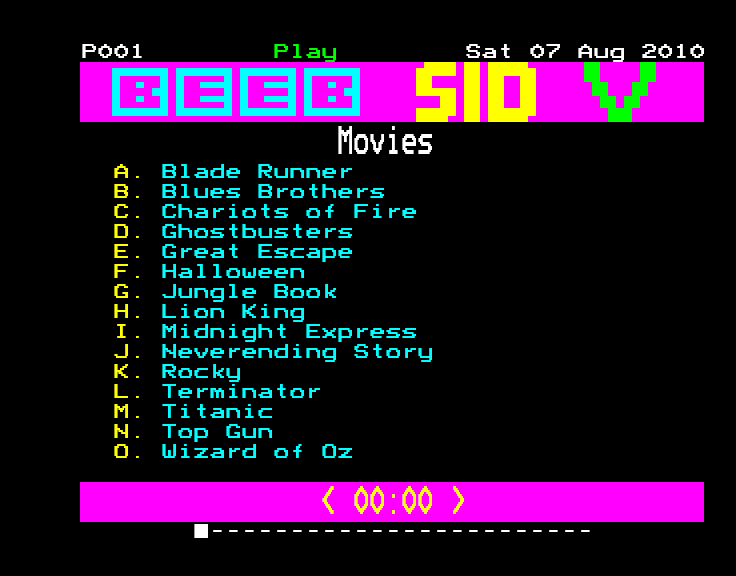 P001 Play Sat 07 Aug 2010
BEEB SID V
Movies
A. Blade Runner
B. Blues Brothers
C. Chariots of Fire
D. Ghostbusters
E. Great Escape
F. Halloween
G. Jungle Book
H. Lion King
I. Midnight Express
J. Neverending Story
K. Rocky
L. Terminator
M. Titanic
N. Top Gun
O. Wizard of Oz
< 00:00 >